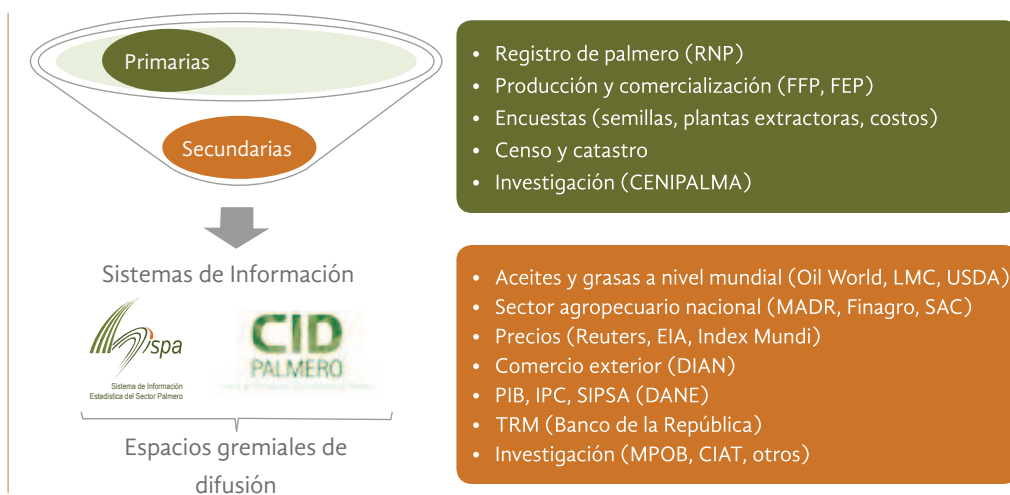 Primarias
Secundarias
Sistemas de Información
ispa
Sistema de Información
Estadística del Sector Palmero
CID
PALMERO
Espacios gremiales de
difusión
• Registro de palmero (RNP)
• Producción y comercialización (FFP, FEP)
• Encuestas (semillas, plantas extractoras, costos)
• Censo y catastro
• Investigación (CENIPALMA)
• Aceites y grasas a nivel mundial (Oil World, LMC, USDA)
• Sector agropecuario nacional (MADR, Finagro, SAC)
• Precios (Reuters, EIA, Index Mundi)
• Comercio exterior (DIAN)
• PIB, IPC, SIPSA (DANE)
• TRM (Banco de la República)
• Investigación (MPOB, CIAT, otros)